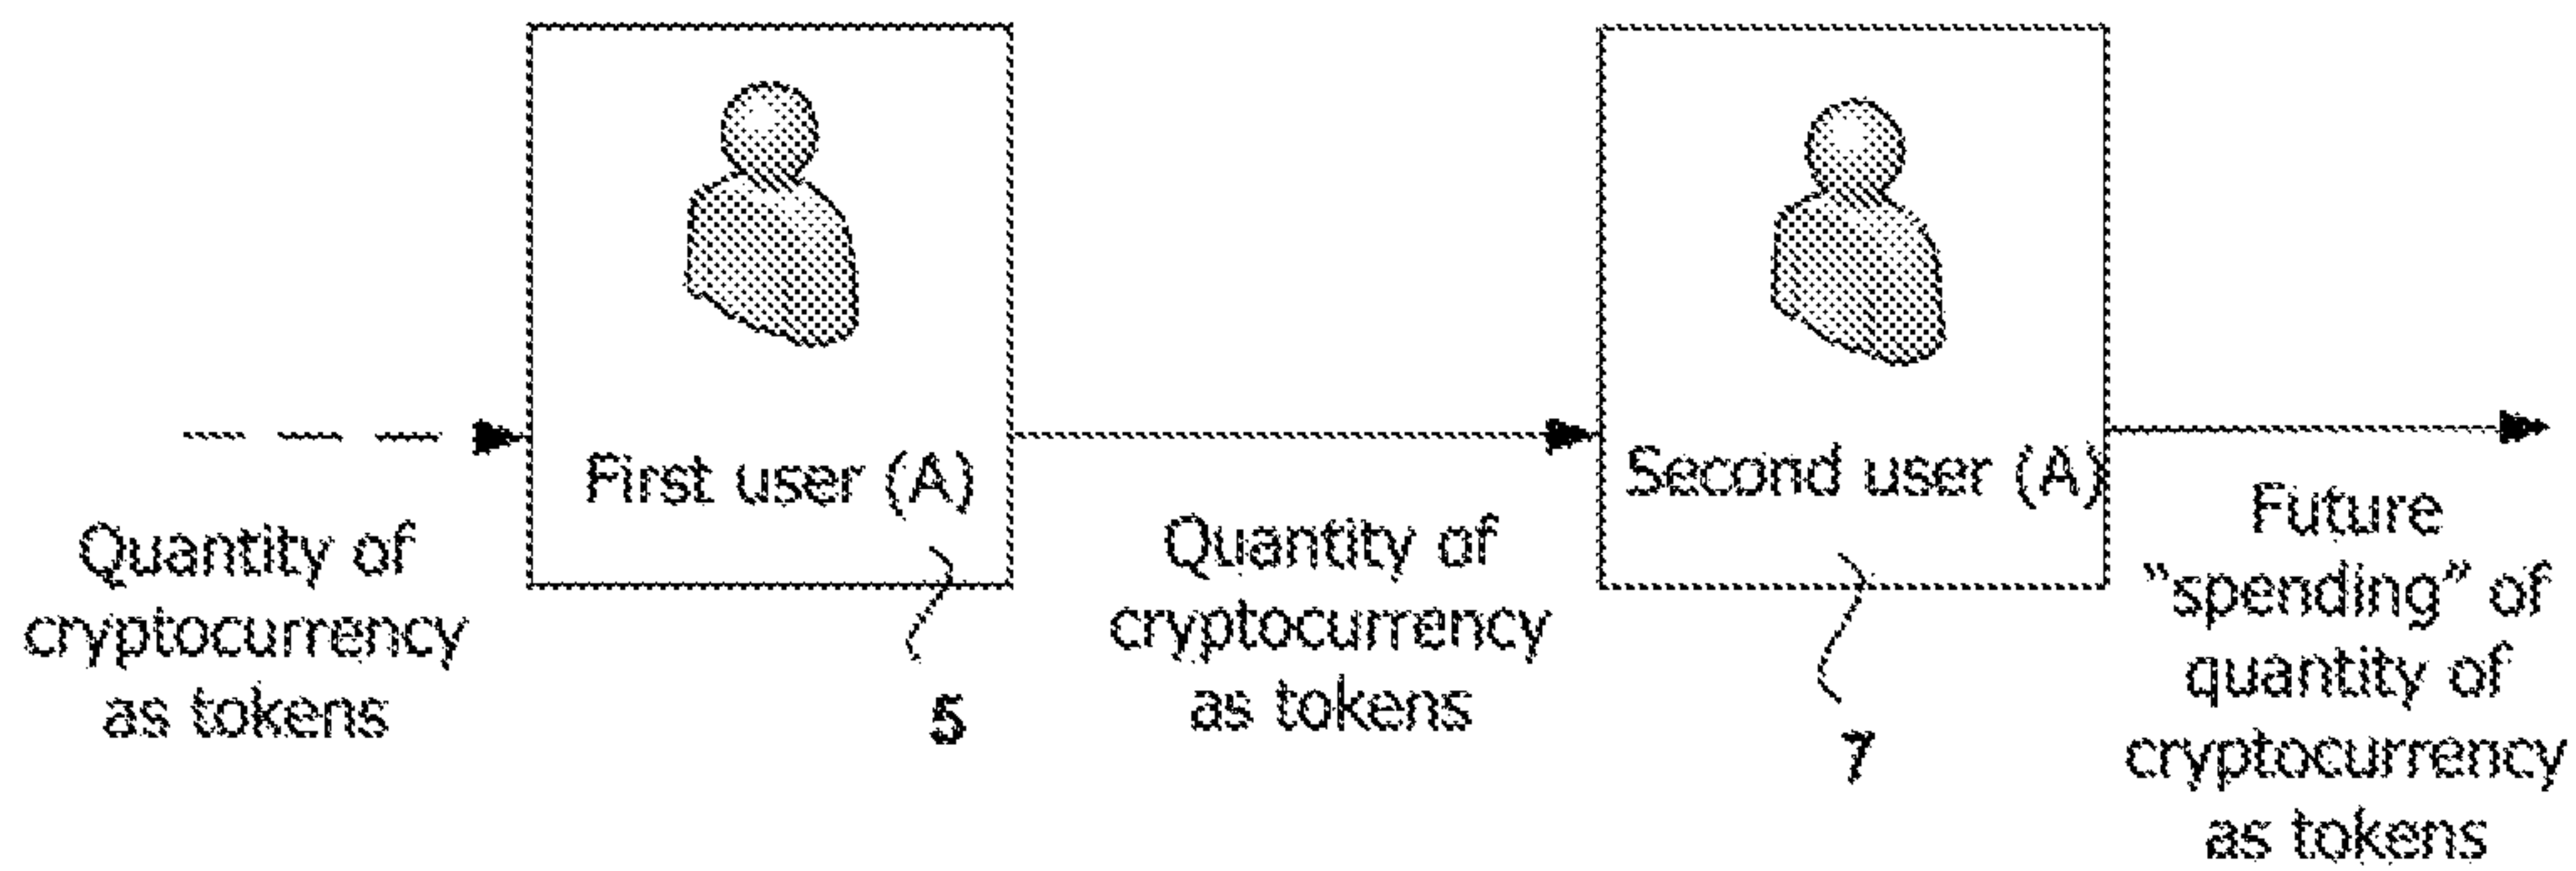 First user (A)
Second user (A)
Quantity of
cryptocurrency
as tokens
5
Quantity of
cryptocurrency
as tokens
7
Future
“spending” of
quantity of
cryptocurrency
as tokens